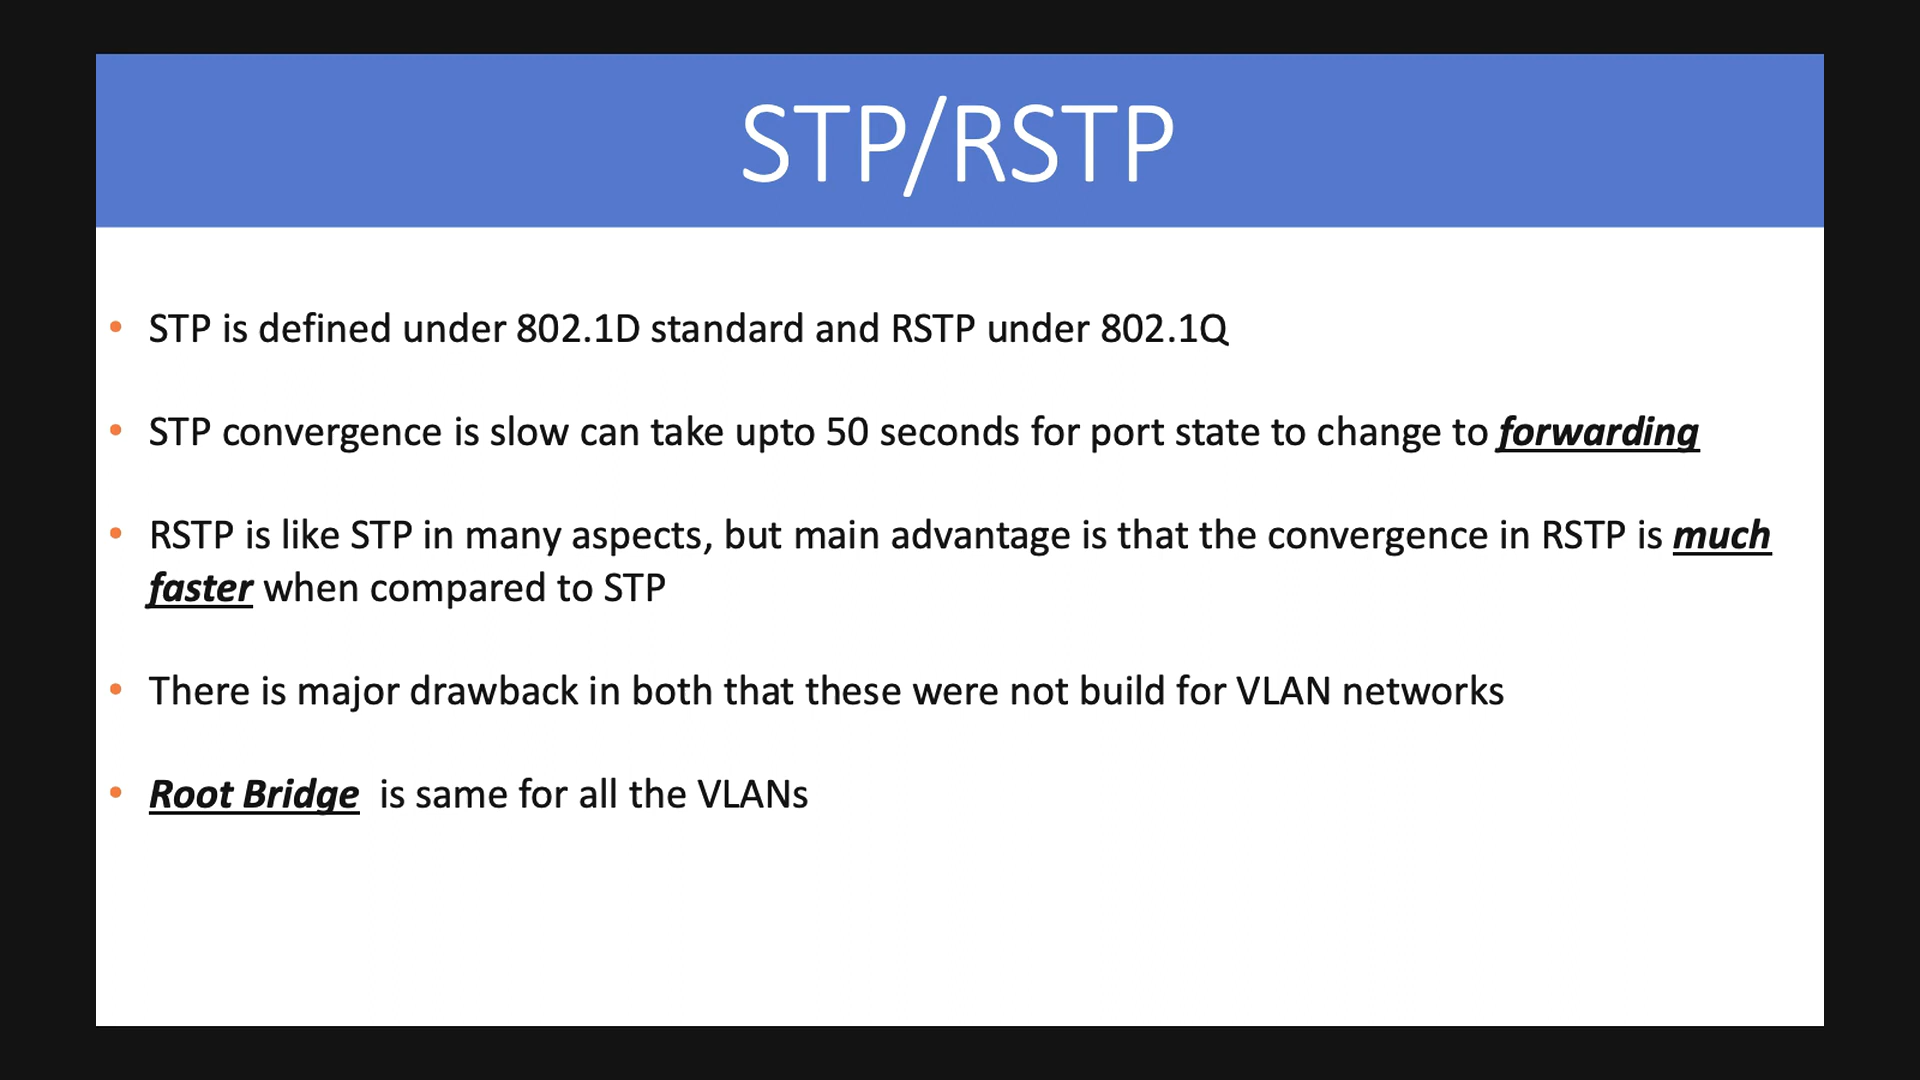 STP/RSTP
• STP is defined under 802.1D standard and RSTP under 802.1Q
• STP convergence is slow can take upto 50 seconds for port state to change to forwarding
• RSTP is like STP in many aspects, but main advantage is that the convergence in RSTP is much
faster when compared to STP
• There is major drawback in both that these were not build for VLAN networks
• Root Bridge is same for all the VLANs